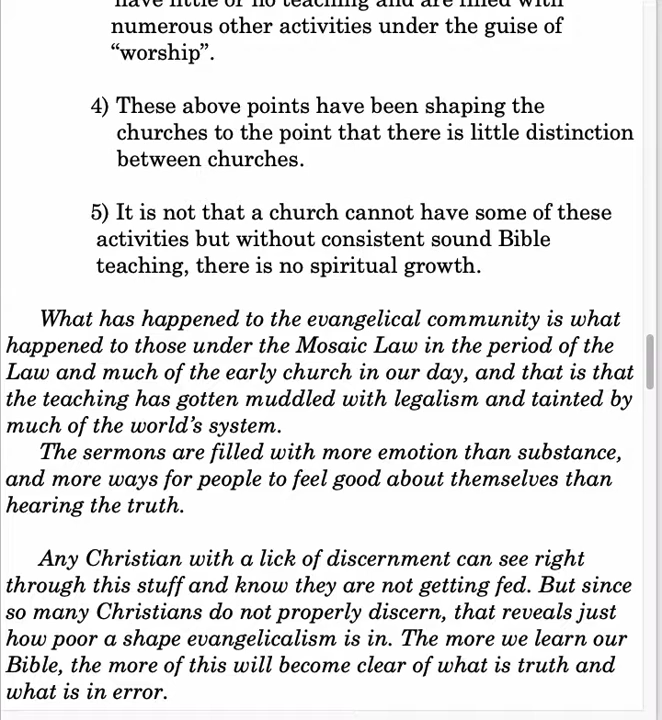 have little or no teaching and are filled with
numerous other activities under the guise of
“worship”.
4) These above points have been shaping the
churches to the point that there is little distinction
between churches.
5) It is not that a church cannot have some of these
activities but without consistent sound Bible
teaching, there is no spiritual growth.
What has happened to the evangelical community is what
happened to those under the Mosaic Law in the period of the
Law and much of the early church in our day, and that is that
the teaching has gotten muddled with legalism and tainted by
much of the world’s system.
The sermons are filled with more emotion than substance,
and more ways for people to feel good about themselves than
hearing the truth.
Any Christian with a lick of discernment can see right
through this stuff and know they are not getting fed. But since
so many Christians do not properly discern, that reveals just
how poor a shape evangelicalism is in. The more we learn our
Bible, the more of this will become clear of what is truth and
what is in error.